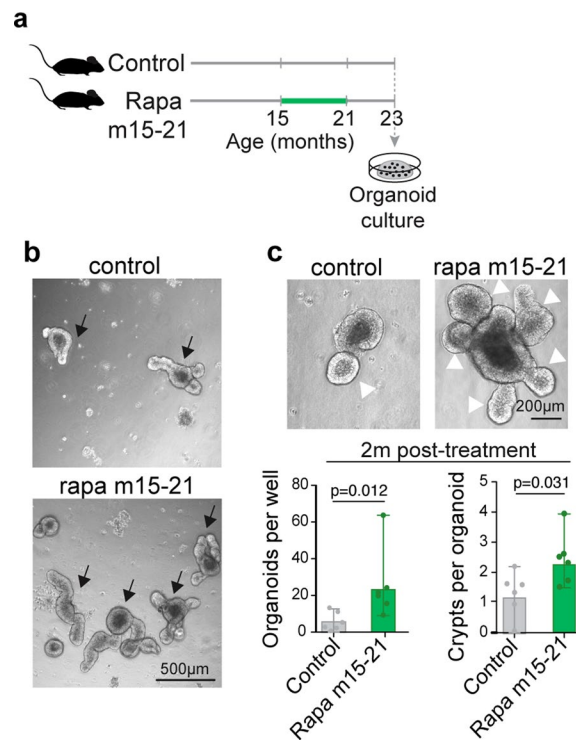 a
Control
Rapa
m15-21
15 21 23
Age (months)
Organoid
culture
b
control
rapa m15-21
500µm
c
control rapa m15-21
200µm
2m post-treatment
Organoids per well
80
60
40
20
0
p=0.012
Control
Rapa m15-21
Crypts per organoid
5
4
3
2
1
0
p=0.031
Control
Rapa m15-21